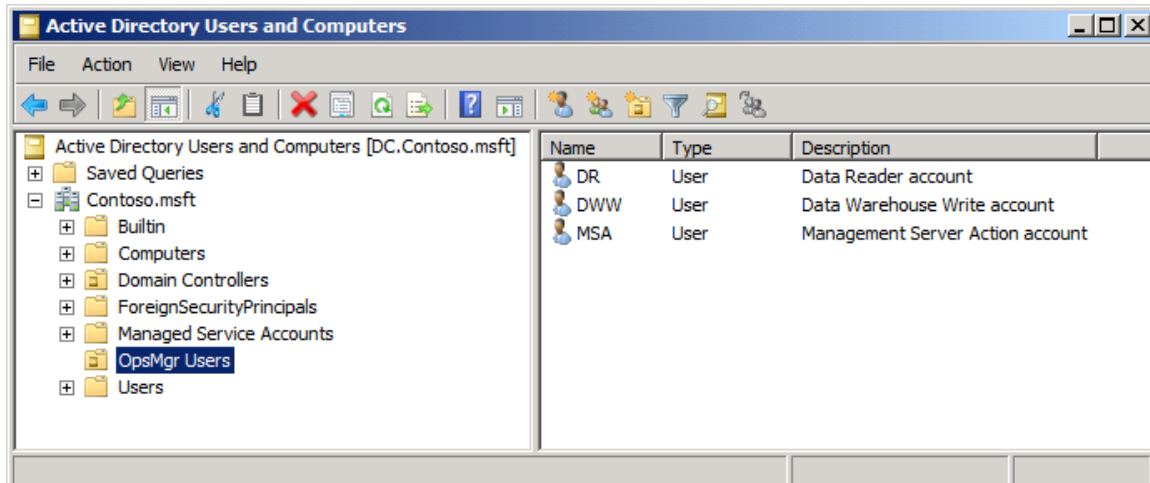 Active Directory Users and Computers
File Action View Help
Active Directory Users and Computers [DC.Contoso.msft]
Saved Queries
Contoso.msft
Builtin
Computers
Domain Controllers
ForeignSecurityPrincipals
Managed Service Accounts
OpsMgr Users
Users
Name Type Description
DR User Data Reader account
DWW User Data Warehouse Write account
MSA User Management Server Action account